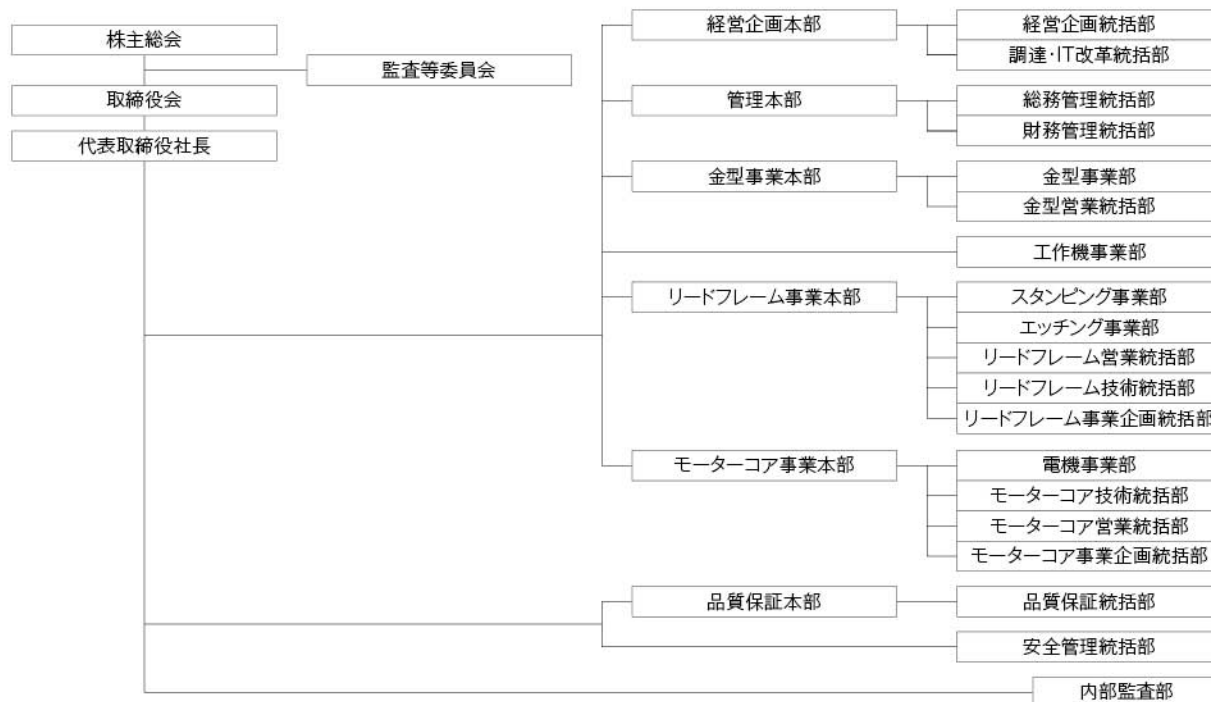 株主総会
監査等委員会
取締役会
代表取締役社長
経営企画本部
経営企画統括部
調達・IT改革統括部
管理本部
総務管理統括部
財務管理統括部
金型事業本部
金型事業部
金型営業統括部
工作機事業部
リードフレーム事業本部
スタンピング事業部
エッチング事業部
リードフレーム営業統括部
リードフレーム技術統括部
リードフレーム事業企画統括部
モーターコア事業本部
電機事業部
モーターコア技術統括部
モーターコア営業統括部
モーターコア事業企画統括部
品質保証本部
品質保証統括部
安全管理統括部
内部監査部